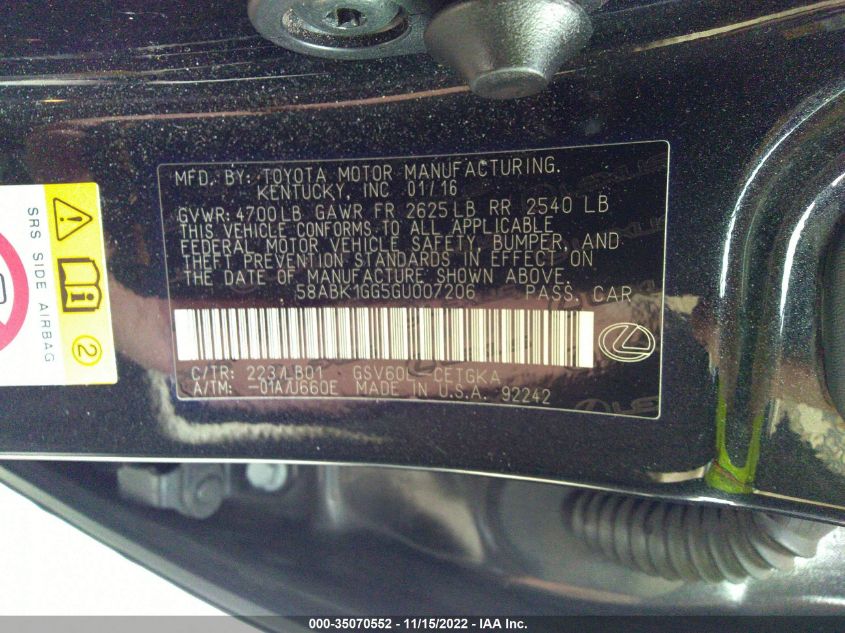 MFD. BY: TOYOTA MOTOR MANUFACTURING.
KENTUCKY, INC 01/16
GVWR: 4700LB GAWR FR 2625LB RR 2540 LB
THIS VEHICLE CONFORMS TO ALL APPLICABLE
FEDERAL MOTOR VEHICLE SAFETY, BUMPER, AND
THEFT PREVENTION STANDARDS IN EFFECT ON
THE DATE OF MANUFACTURE SHOWN ABOVE.
58ABK1GG5GU007206 PASS. CAR
C/TR: 223/LB01 GSV60L-CETGKA
A/TM: -01A/U660E MADE IN U.S.A. 92242
SRS SIDE AIRBAG
2
000-35070552 - 11/15/2022 - IAA Inc.